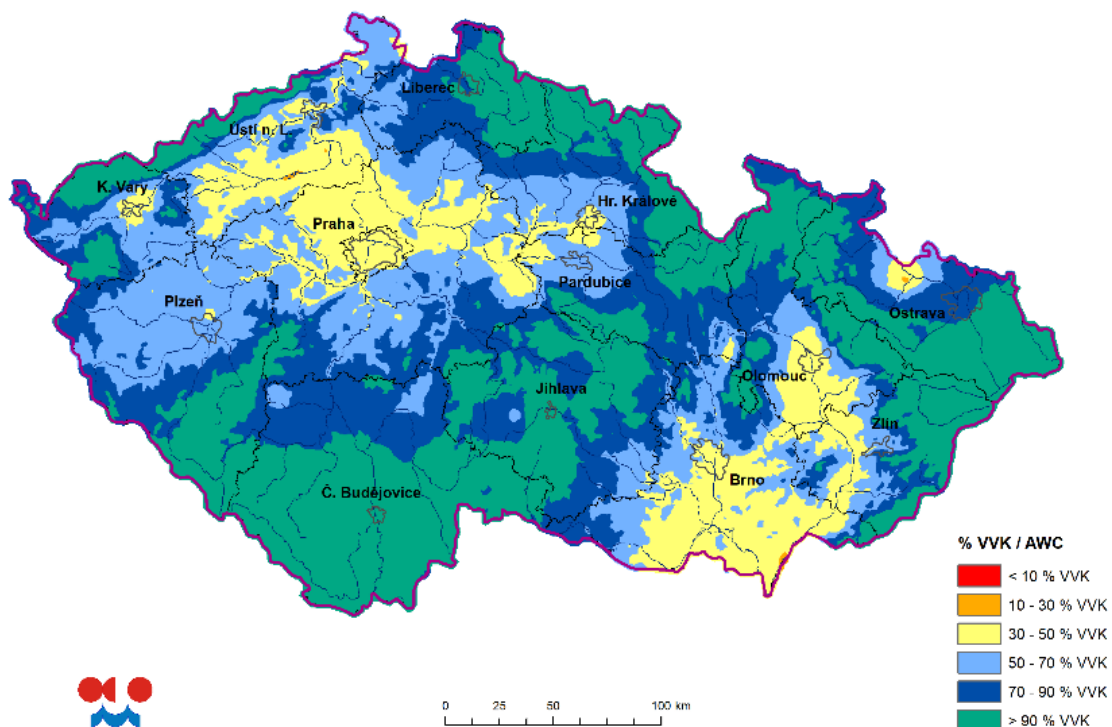 Liberec
Ústí n. L.
K. Vary
Hr. Králové
Praha
Pardubice
Plzeň
Ostrava
Olomouc
Jihlava
Zlín
Brno
Č. Budějovice
% VVK / AWC
< 10 % VVK
10 - 30 % VVK
30 - 50 % VVK
50 - 70 % VVK
70 - 90 % VVK
> 90 % VVK
0 25 50 100 km